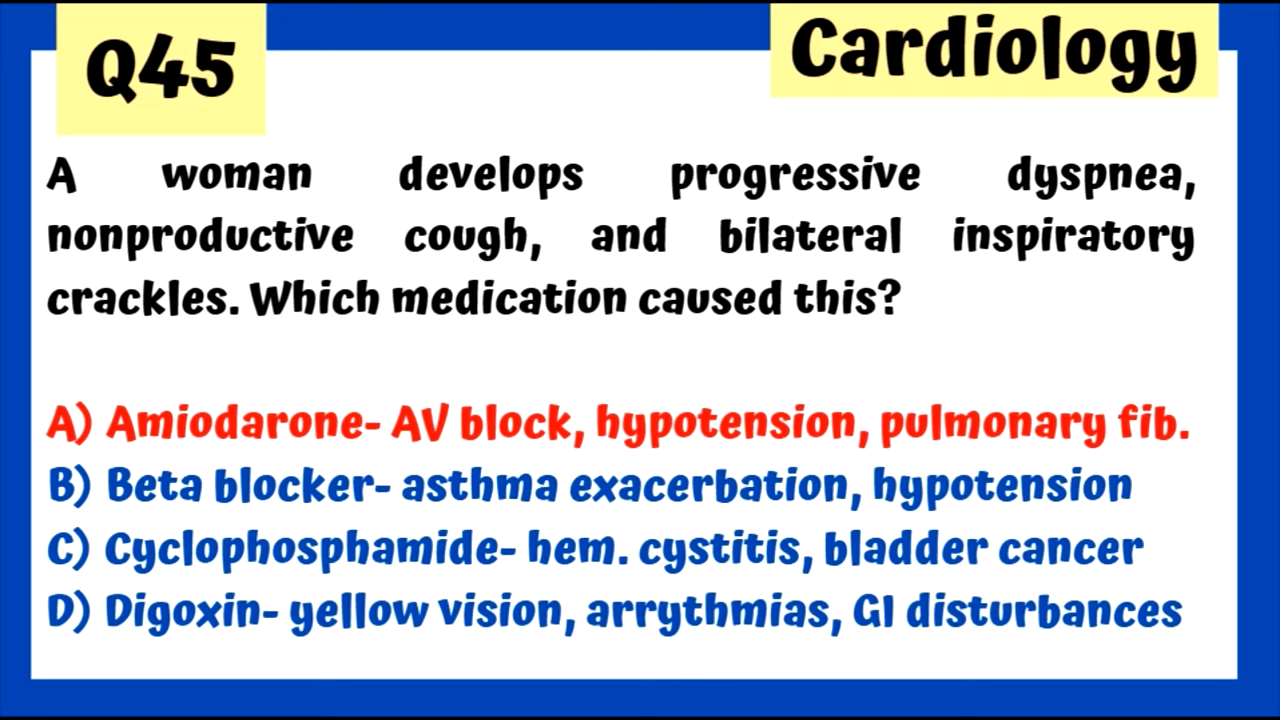 Q45
Cardiology
A woman develops progressive dyspnea,
nonproductive cough, and bilateral inspiratory
crackles. Which medication caused this?
A) Amiodarone- AV block, hypotension, pulmonary fib.
B) Beta blocker- asthma exacerbation, hypotension
C) Cyclophosphamide- hem. cystitis, bladder cancer
D) Digoxin- yellow vision, arrythmias, GI disturbances